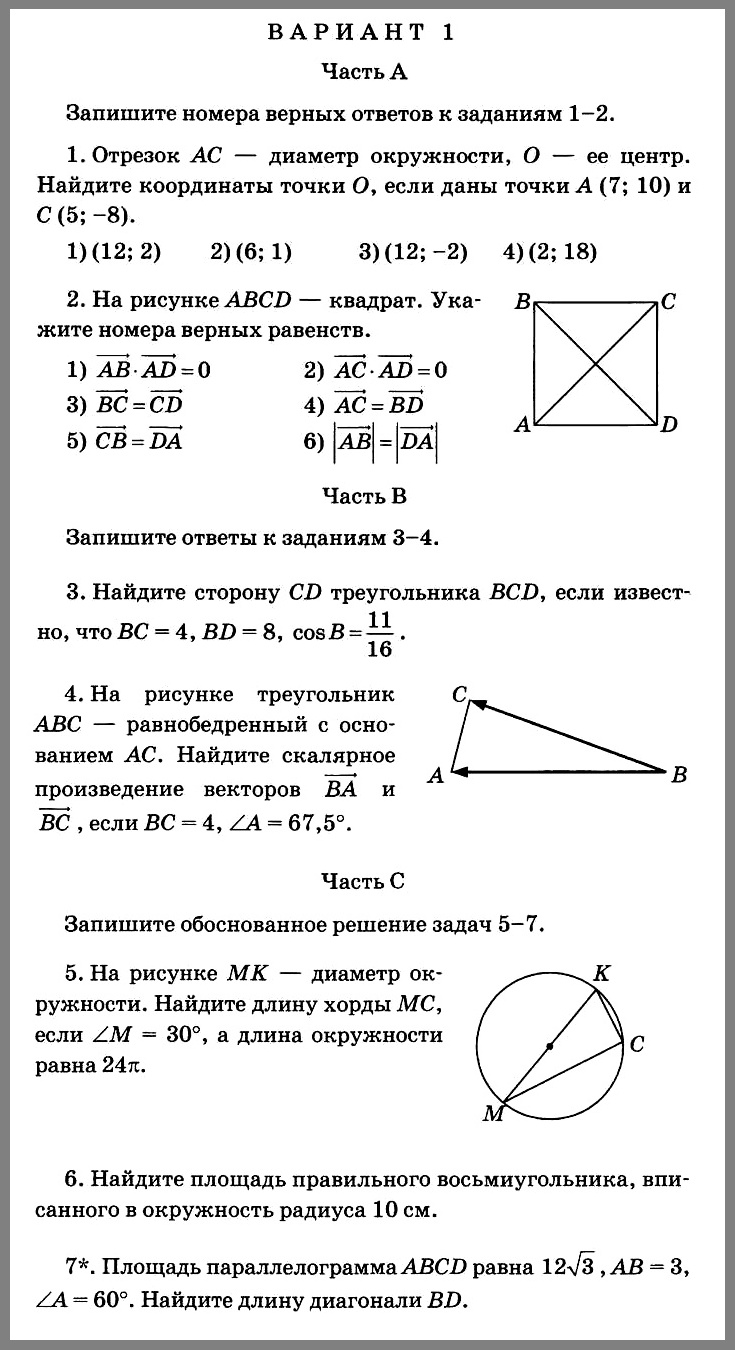 ВАРИАНТ 1
Часть А
Запишите номера верных ответов к заданиям 1–2.
1. Отрезок AC — диаметр окружности, O — ее центр.
Найдите координаты точки O, если даны точки A (7; 10) и
C (5; −8).
1) (12; 2) 2) (6; 1) 3) (12; −2) 4) (2; 18)
2. На рисунке ABCD — квадрат. Ука-
жите номера верных равенств.
1) AB · AD = 0 2) AC · AD = 0
3) BC = CD 4) AC = BD
5) CB = DA 6) |AB| = |DA|
B C
A D
Часть В
Запишите ответы к заданиям 3–4.
3. Найдите сторону CD треугольника BCD, если извест-
но, что BC = 4, BD = 8, cos B = 11/16 .
4. На рисунке треугольник
ABC — равнобедренный с осно-
ванием AC. Найдите скалярное
произведение векторов BA и
BC , если BC = 4, ∠A = 67,5°.
C
A B
Часть С
Запишите обоснованное решение задач 5–7.
5. На рисунке MK — диаметр ок-
ружности. Найдите длину хорды MC,
если ∠M = 30°, а длина окружности
равна 24π.
K
C
M
6. Найдите площадь правильного восьмиугольника, впи-
санного в окружность радиуса 10 см.
7*. Площадь параллелограмма ABCD равна 12√3 , AB = 3,
∠A = 60°. Найдите длину диагонали BD.